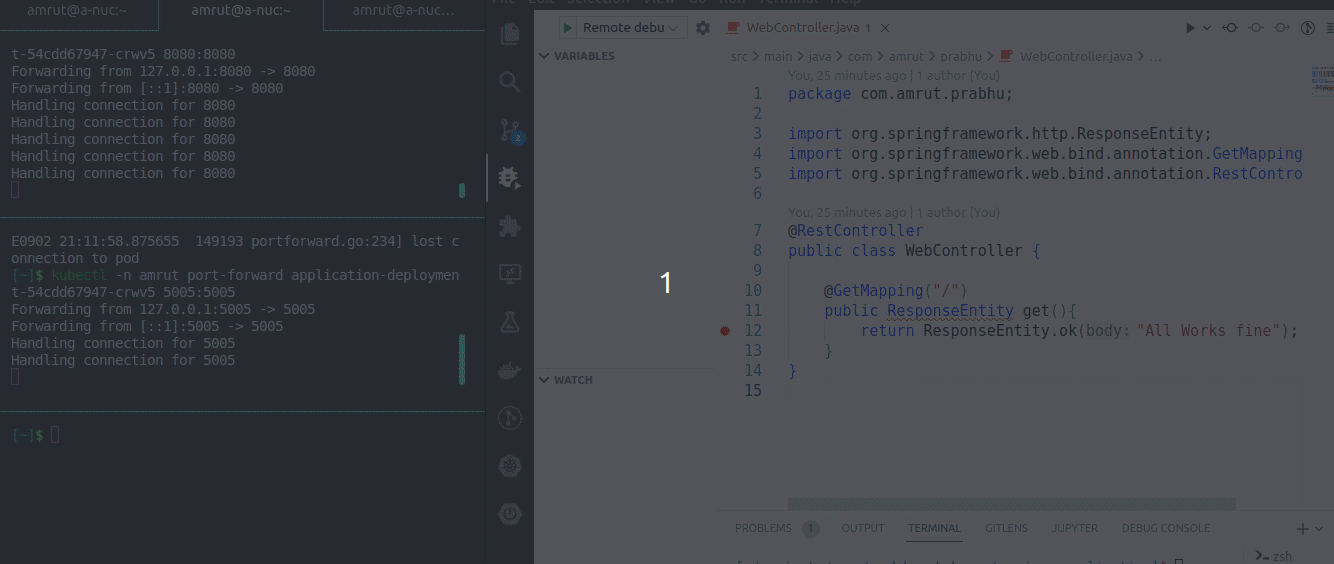 amrut@a-nuc:~ amrut@a-nuc:~ amrut@a-nuc...
t-54cdd67947-crwv5 8080:8080
Forwarding from 127.0.0.1:8080 -> 8080
Forwarding from [::1]:8080 -> 8080
Handling connection for 8080
Handling connection for 8080
Handling connection for 8080
Handling connection for 8080
Handling connection for 8080
E0902 21:11:58.875655 149193 portforward.go:234] lost c
onnection to pod
[~]$ kubectl -n amrut port-forward application-deploymen
t-54cdd67947-crwv5 5005:5005
Forwarding from 127.0.0.1:5005 -> 5005
Forwarding from [::1]:5005 -> 5005
Handling connection for 5005
Handling connection for 5005
[~]$
2
1
Remote debu
WebController.java 1
VARIABLES
WATCH
src > main > java > com > amrut > prabhu > WebController.java > ...
You, 25 minutes ago | 1 author (You)
1 package com.amrut.prabhu;
2
3 import org.springframework.http.ResponseEntity;
4 import org.springframework.web.bind.annotation.GetMapping
5 import org.springframework.web.bind.annotation.RestContro
6
You, 25 minutes ago | 1 author (You)
7 @RestController
8 public class WebController {
9
10 @GetMapping("/")
11 public ResponseEntity get(){
12 return ResponseEntity.ok(body: "All Works fine");
13 }
14 }
15
PROBLEMS 1 OUTPUT TERMINAL GITLENS JUPYTER DEBUG CONSOLE
zsh